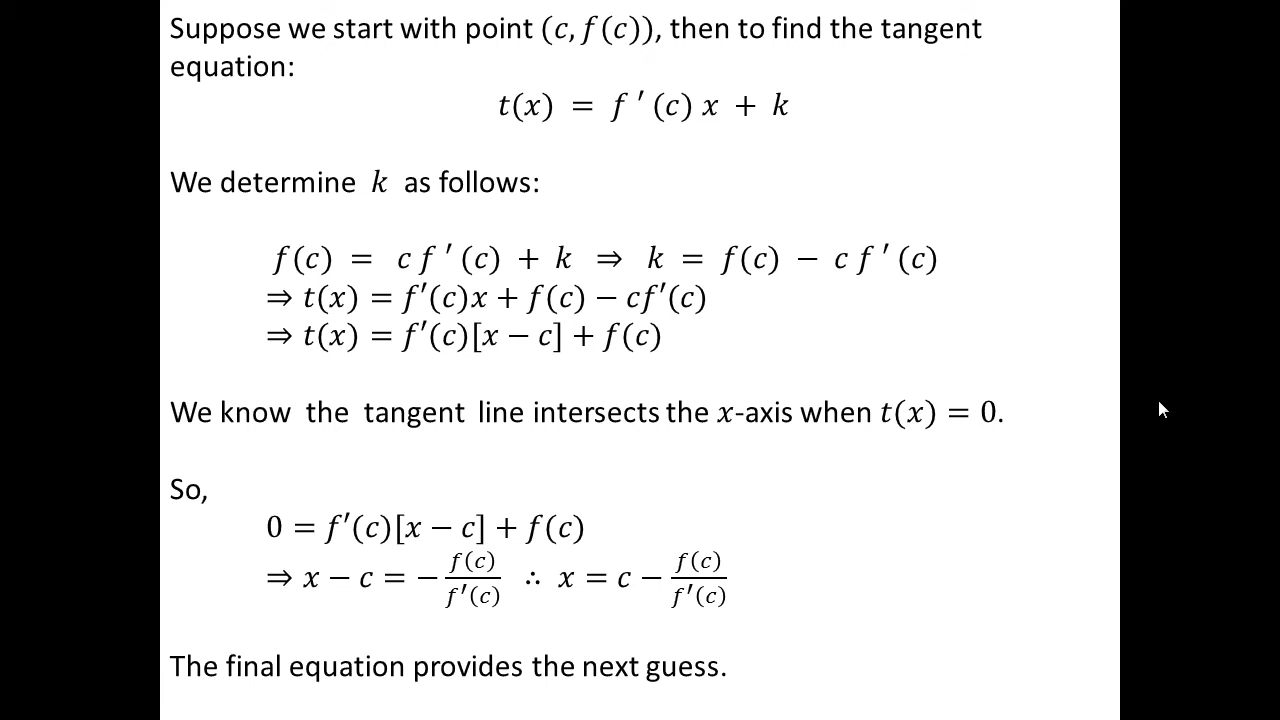 Suppose we start with point (c, f(c)), then to find the tangent
equation:
t(x) = f ′(c) x + k
We determine k as follows:
f(c) = c f ′(c) + k ⇒ k = f(c) − c f ′(c)
⇒ t(x) = f′(c)x + f(c) − cf′(c)
⇒ t(x) = f′(c)[x − c] + f(c)
We know the tangent line intersects the x-axis when t(x) = 0.
So,
0 = f′(c)[x − c] + f(c)
⇒ x − c = − f(c)/f′(c) ∴ x = c − f(c)/f′(c)
The final equation provides the next guess.